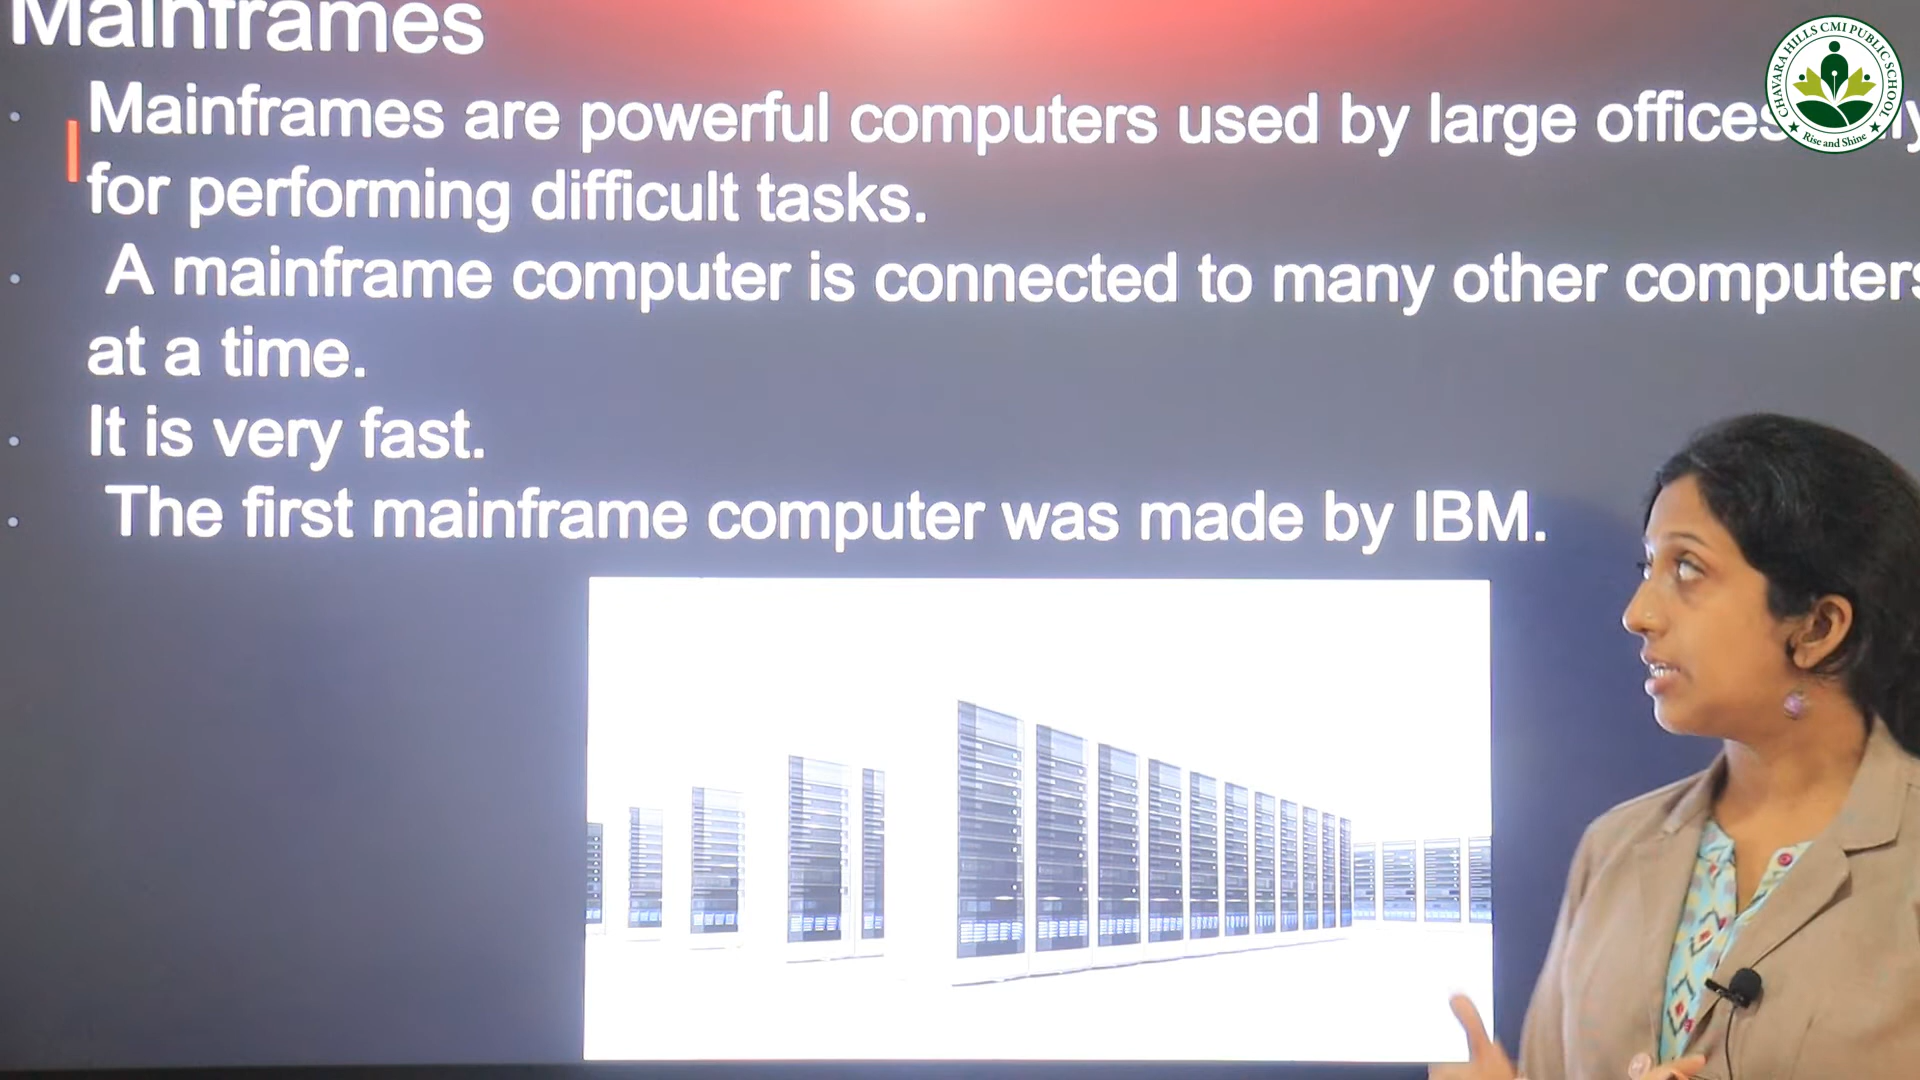 Mainframes
Mainframes are powerful computers used by large offices
for performing difficult tasks.
A mainframe computer is connected to many other computers
at a time.
It is very fast.
The first mainframe computer was made by IBM.
CHAVARA HILLS CMI PUBLIC SCHOOL
Rise and Shine